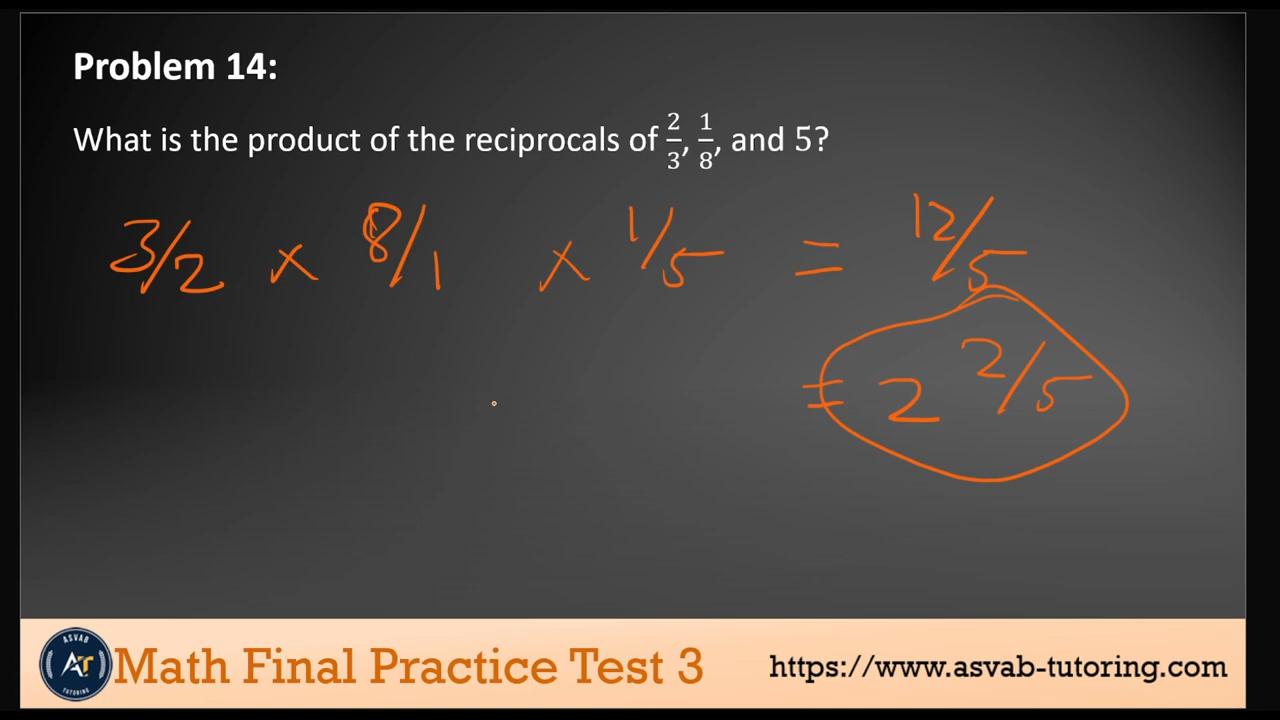 Problem 14:
What is the product of the reciprocals of 2/3, 1/8, and 5?
3/2 × 8/1 × 1/5 = 12/5
= 2 2/5
ASVAB
AT
TUTORING
Math Final Practice Test 3
https://www.asvab-tutoring.com